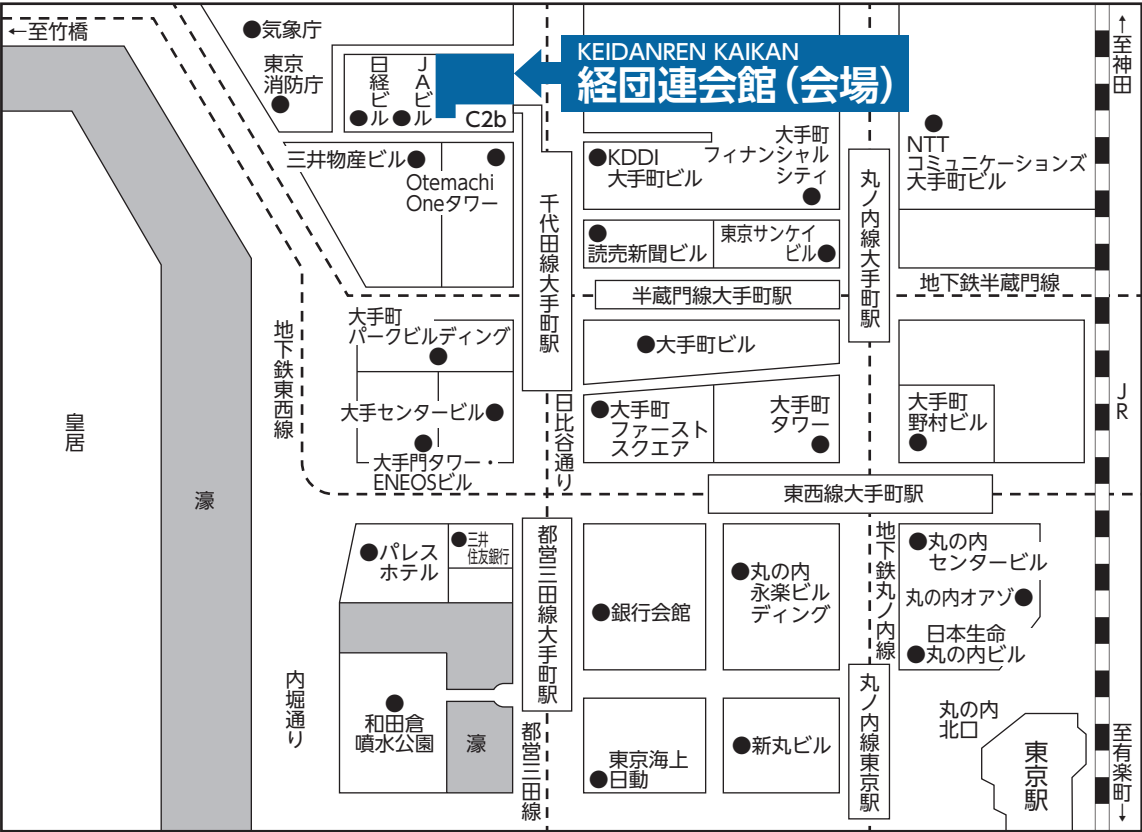 ←至竹橋
気象庁
東京
消防庁
日経ビル
JAビル
C2b
KEIDANREN KAIKAN
経団連会館(会場)
↑至神田
三井物産ビル
Otemachi
Oneタワー
KDDI
大手町ビル
大手町
フィナンシャル
シティ
NTT
コミュニケーションズ
大手町ビル
千代田線大手町駅
丸ノ内線大手町駅
読売新聞ビル
東京サンケイ
ビル
半蔵門線大手町駅
地下鉄半蔵門線
地下鉄東西線
大手町
パークビルディング
大手町ビル
皇居
JR
大手センタービル
日比谷通り
大手町
ファースト
スクエア
大手町
タワー
大手町
野村ビル
大手門タワー・
ENEOSビル
濠
東西線大手町駅
パレス
ホテル
三井
住友銀行
都営三田線大手町駅
銀行会館
丸の内
永楽ビル
ディング
地下鉄丸ノ内線
丸の内
センタービル
丸の内オアゾ
日本生命
丸の内ビル
内堀通り
和田倉
噴水公園
濠
都営三田線
東京海上
日動
新丸ビル
丸ノ内線東京駅
丸の内
北口
東京駅
至有楽町↓